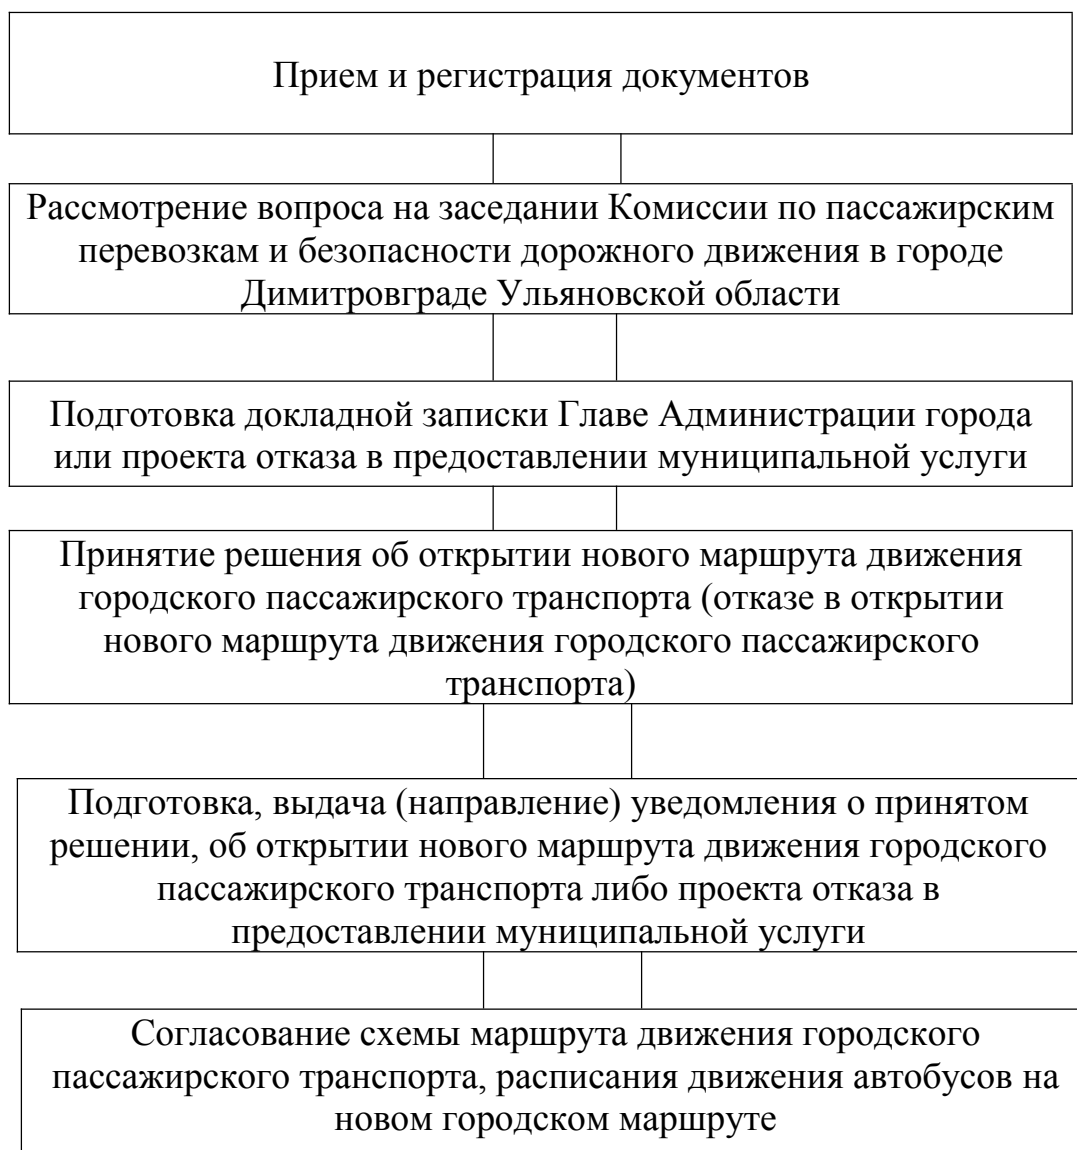 Прием и регистрация документов
Рассмотрение вопроса на заседании Комиссии по пассажирским
перевозкам и безопасности дорожного движения в городе
Димитровграде Ульяновской области
Подготовка докладной записки Главе Администрации города
или проекта отказа в предоставлении муниципальной услуги
Принятие решения об открытии нового маршрута движения
городского пассажирского транспорта (отказе в открытии
нового маршрута движения городского пассажирского
транспорта)
Подготовка, выдача (направление) уведомления о принятом
решении, об открытии нового маршрута движения городского
пассажирского транспорта либо проекта отказа в
предоставлении муниципальной услуги
Согласование схемы маршрута движения городского
пассажирского транспорта, расписания движения автобусов на
новом городском маршруте